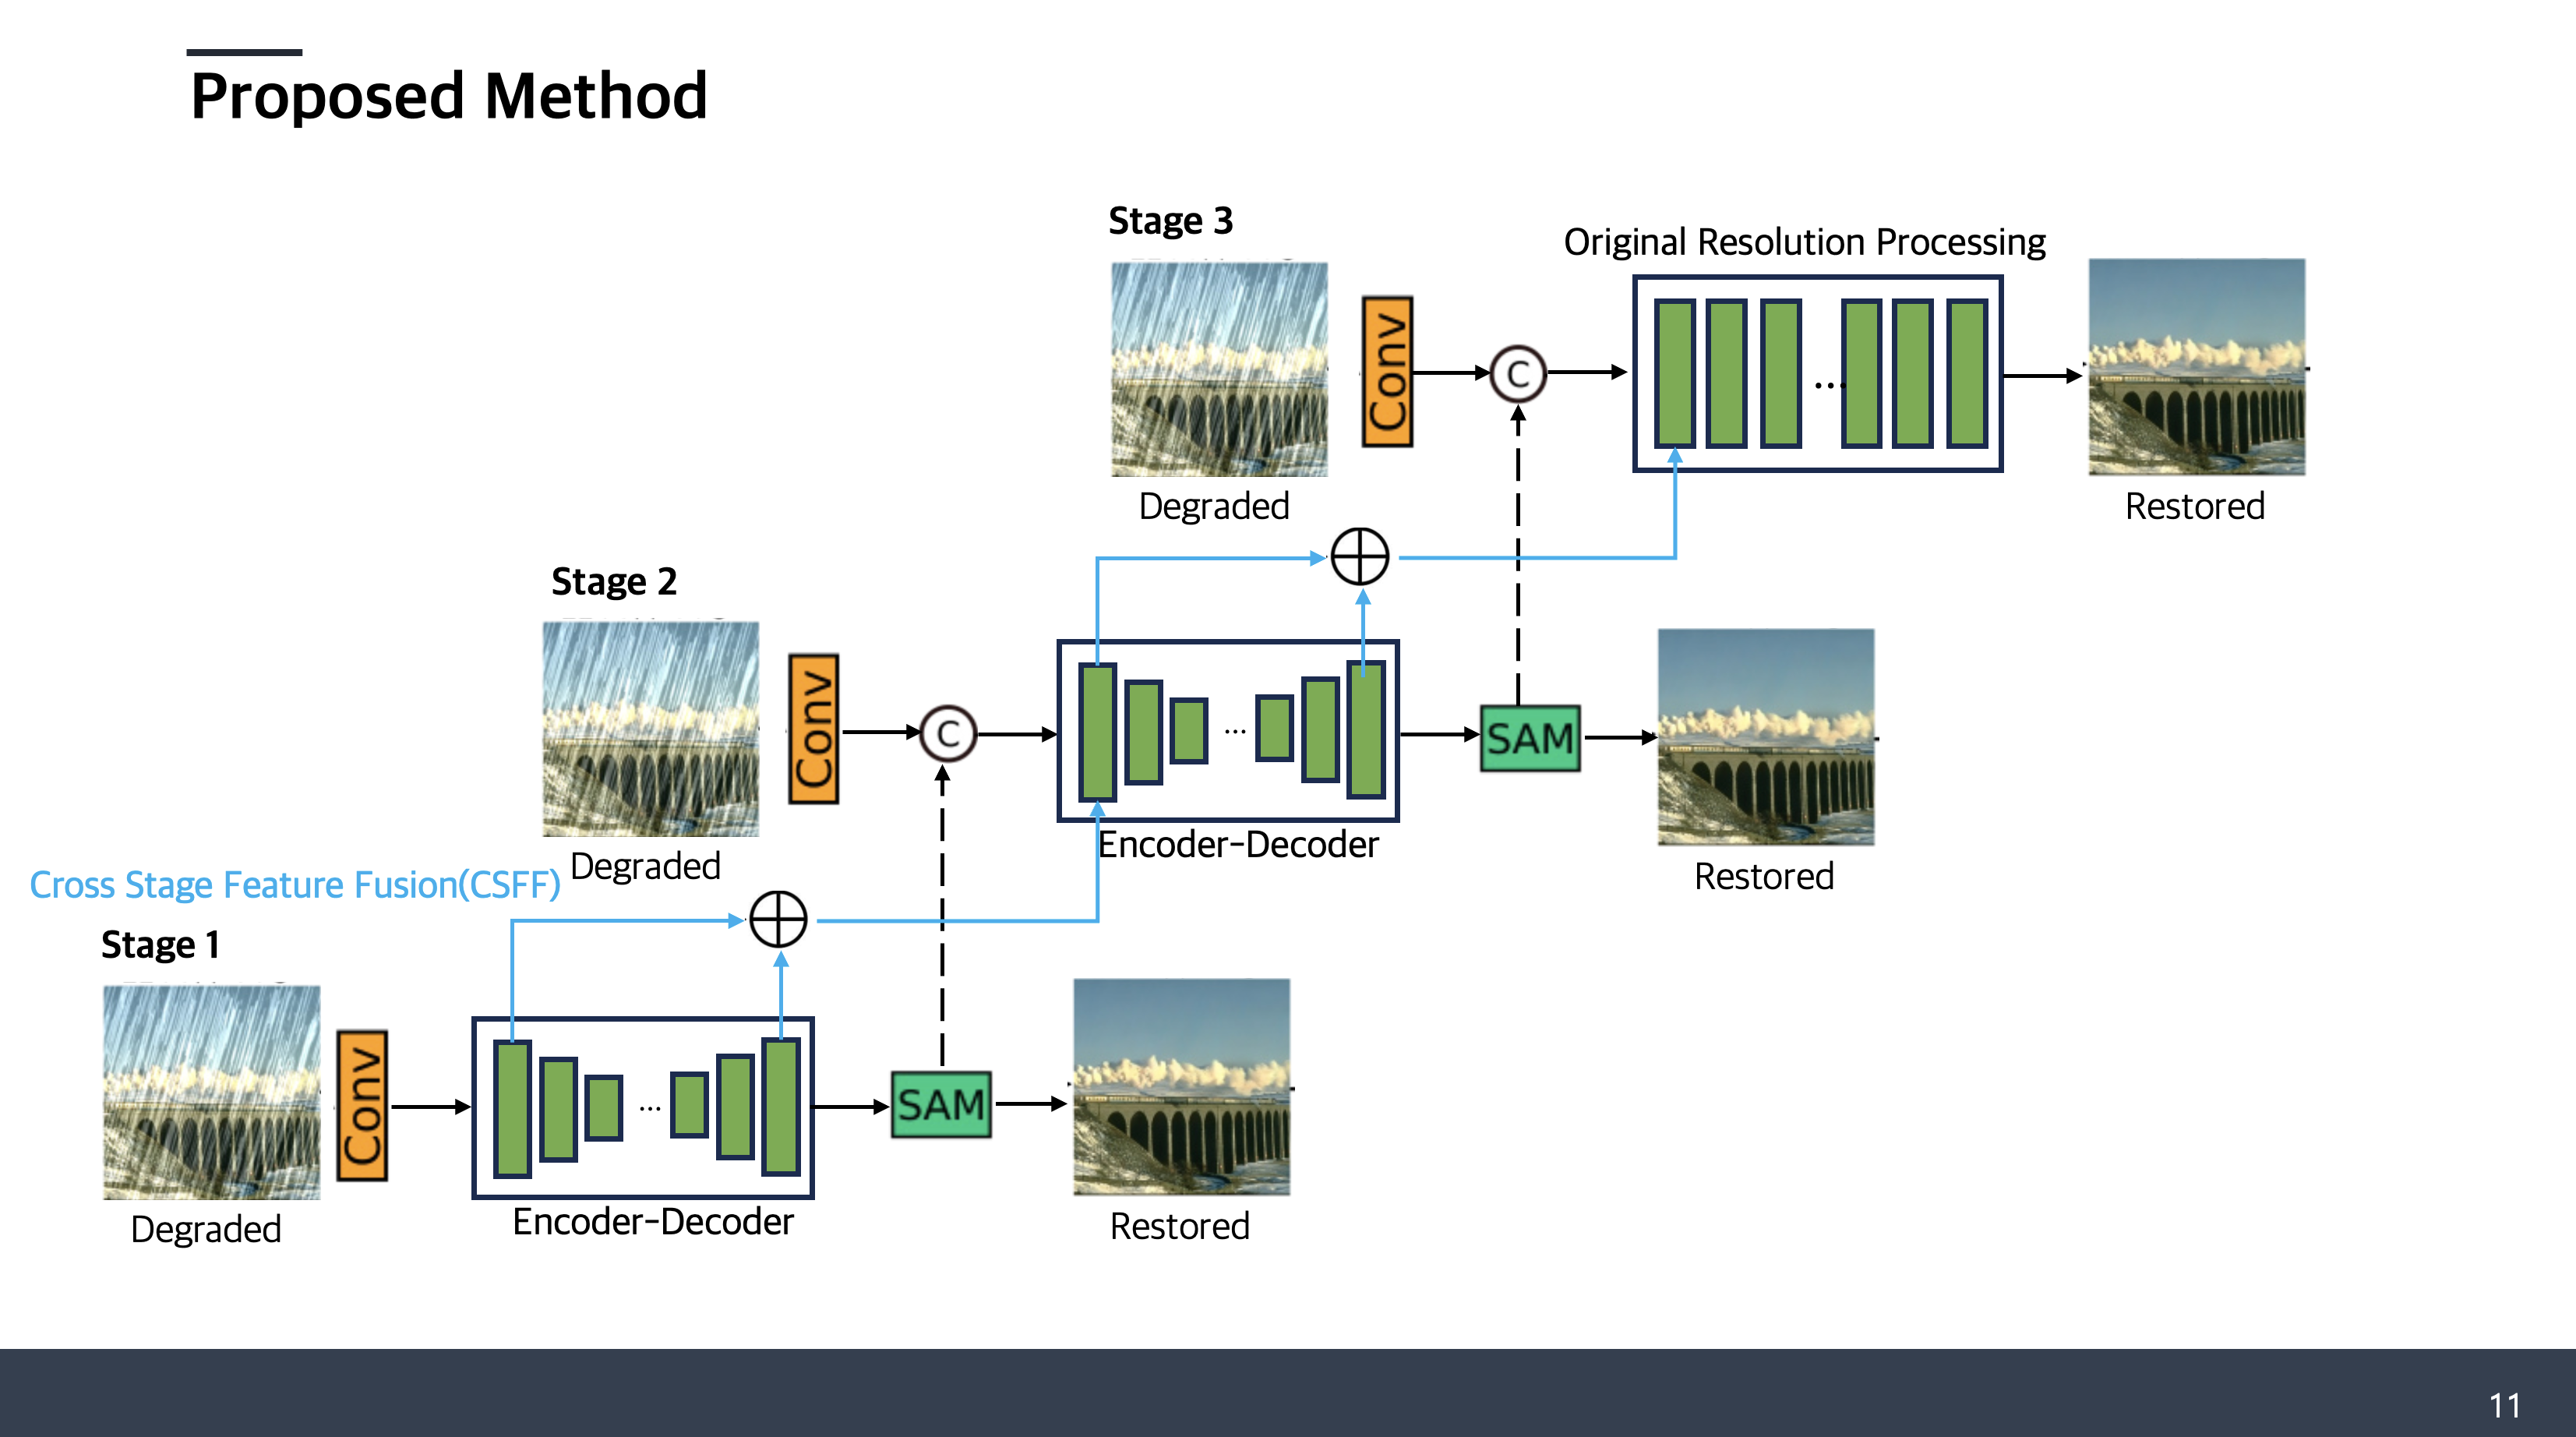 Proposed Method
Stage 3
Original Resolution Processing
Conv
C
...
Degraded
Restored
Stage 2
Conv
C
...
SAM
Encoder-Decoder
Degraded
Restored
Cross Stage Feature Fusion(CSFF)
Stage 1
Conv
...
SAM
Degraded
Encoder-Decoder
Restored
11